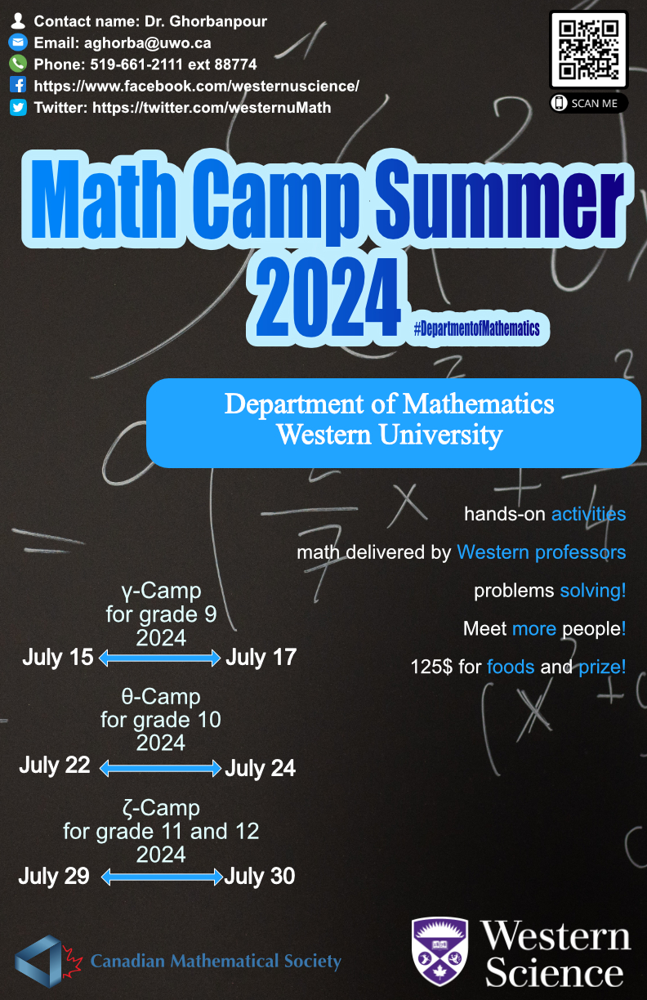 Contact name: Dr. Ghorbanpour
Email: aghorba@uwo.ca
Phone: 519-661-2111 ext 88774
https://www.facebook.com/westernuscience/
Twitter: https://twitter.com/westernuMath
SCAN ME
Math Camp Summer
2024
#DepartmentofMathematics
Department of Mathematics
Western University
hands-on activities
math delivered by Western professors
problems solving!
Meet more people!
125$ for foods and prize!
γ-Camp
for grade 9
2024
July 15 July 17
θ-Camp
for grade 10
2024
July 22 July 24
ζ-Camp
for grade 11 and 12
2024
July 29 July 30
Canadian Mathematical Society
Western
Science